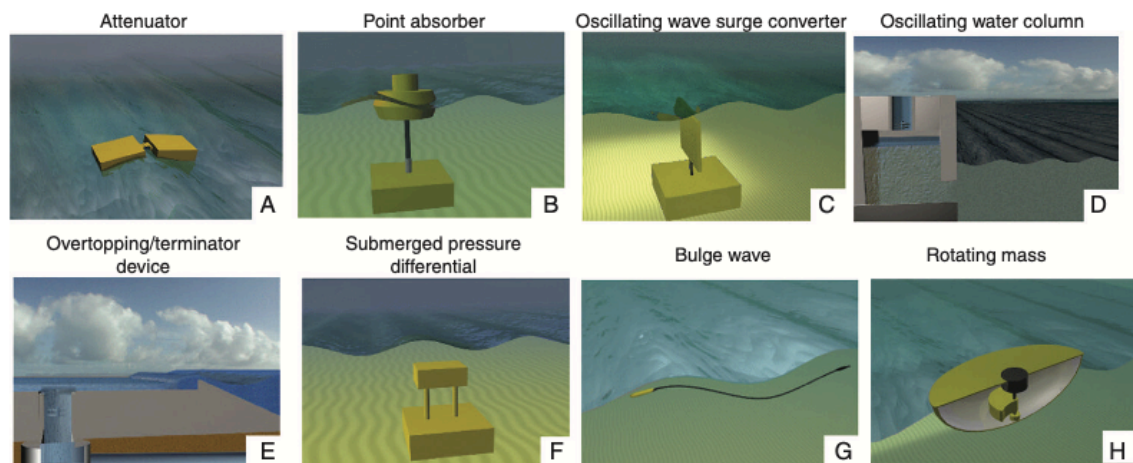 Attenuator
Point absorber
Oscillating wave surge converter
Oscillating water column
A
B
C
D
Overtopping/terminator
device
Submerged pressure
differential
Bulge wave
Rotating mass
E
F
G
H